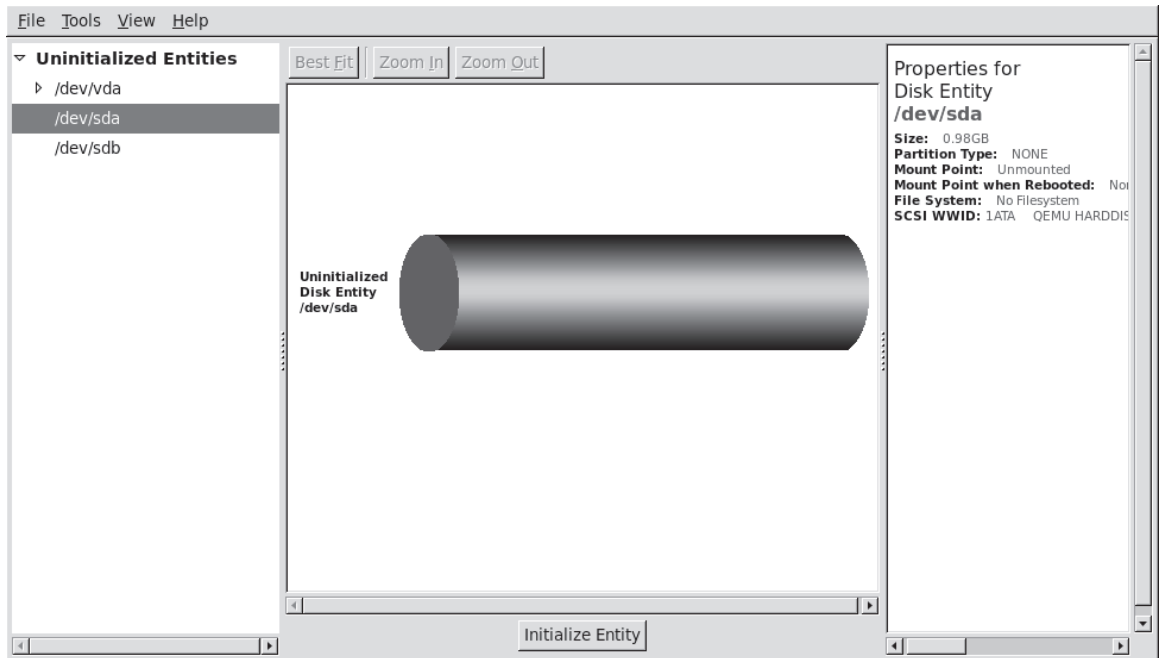 File Tools View Help
Uninitialized Entities
/dev/vda
/dev/sda
/dev/sdb
Best Fit Zoom In Zoom Out
Uninitialized
Disk Entity
/dev/sda
Initialize Entity
Properties for
Disk Entity
/dev/sda
Size: 0.98GB
Partition Type: NONE
Mount Point: Unmounted
Mount Point when Rebooted:
File System: No Filesystem
SCSI WWID: 1ATA QEMU HARDDIS